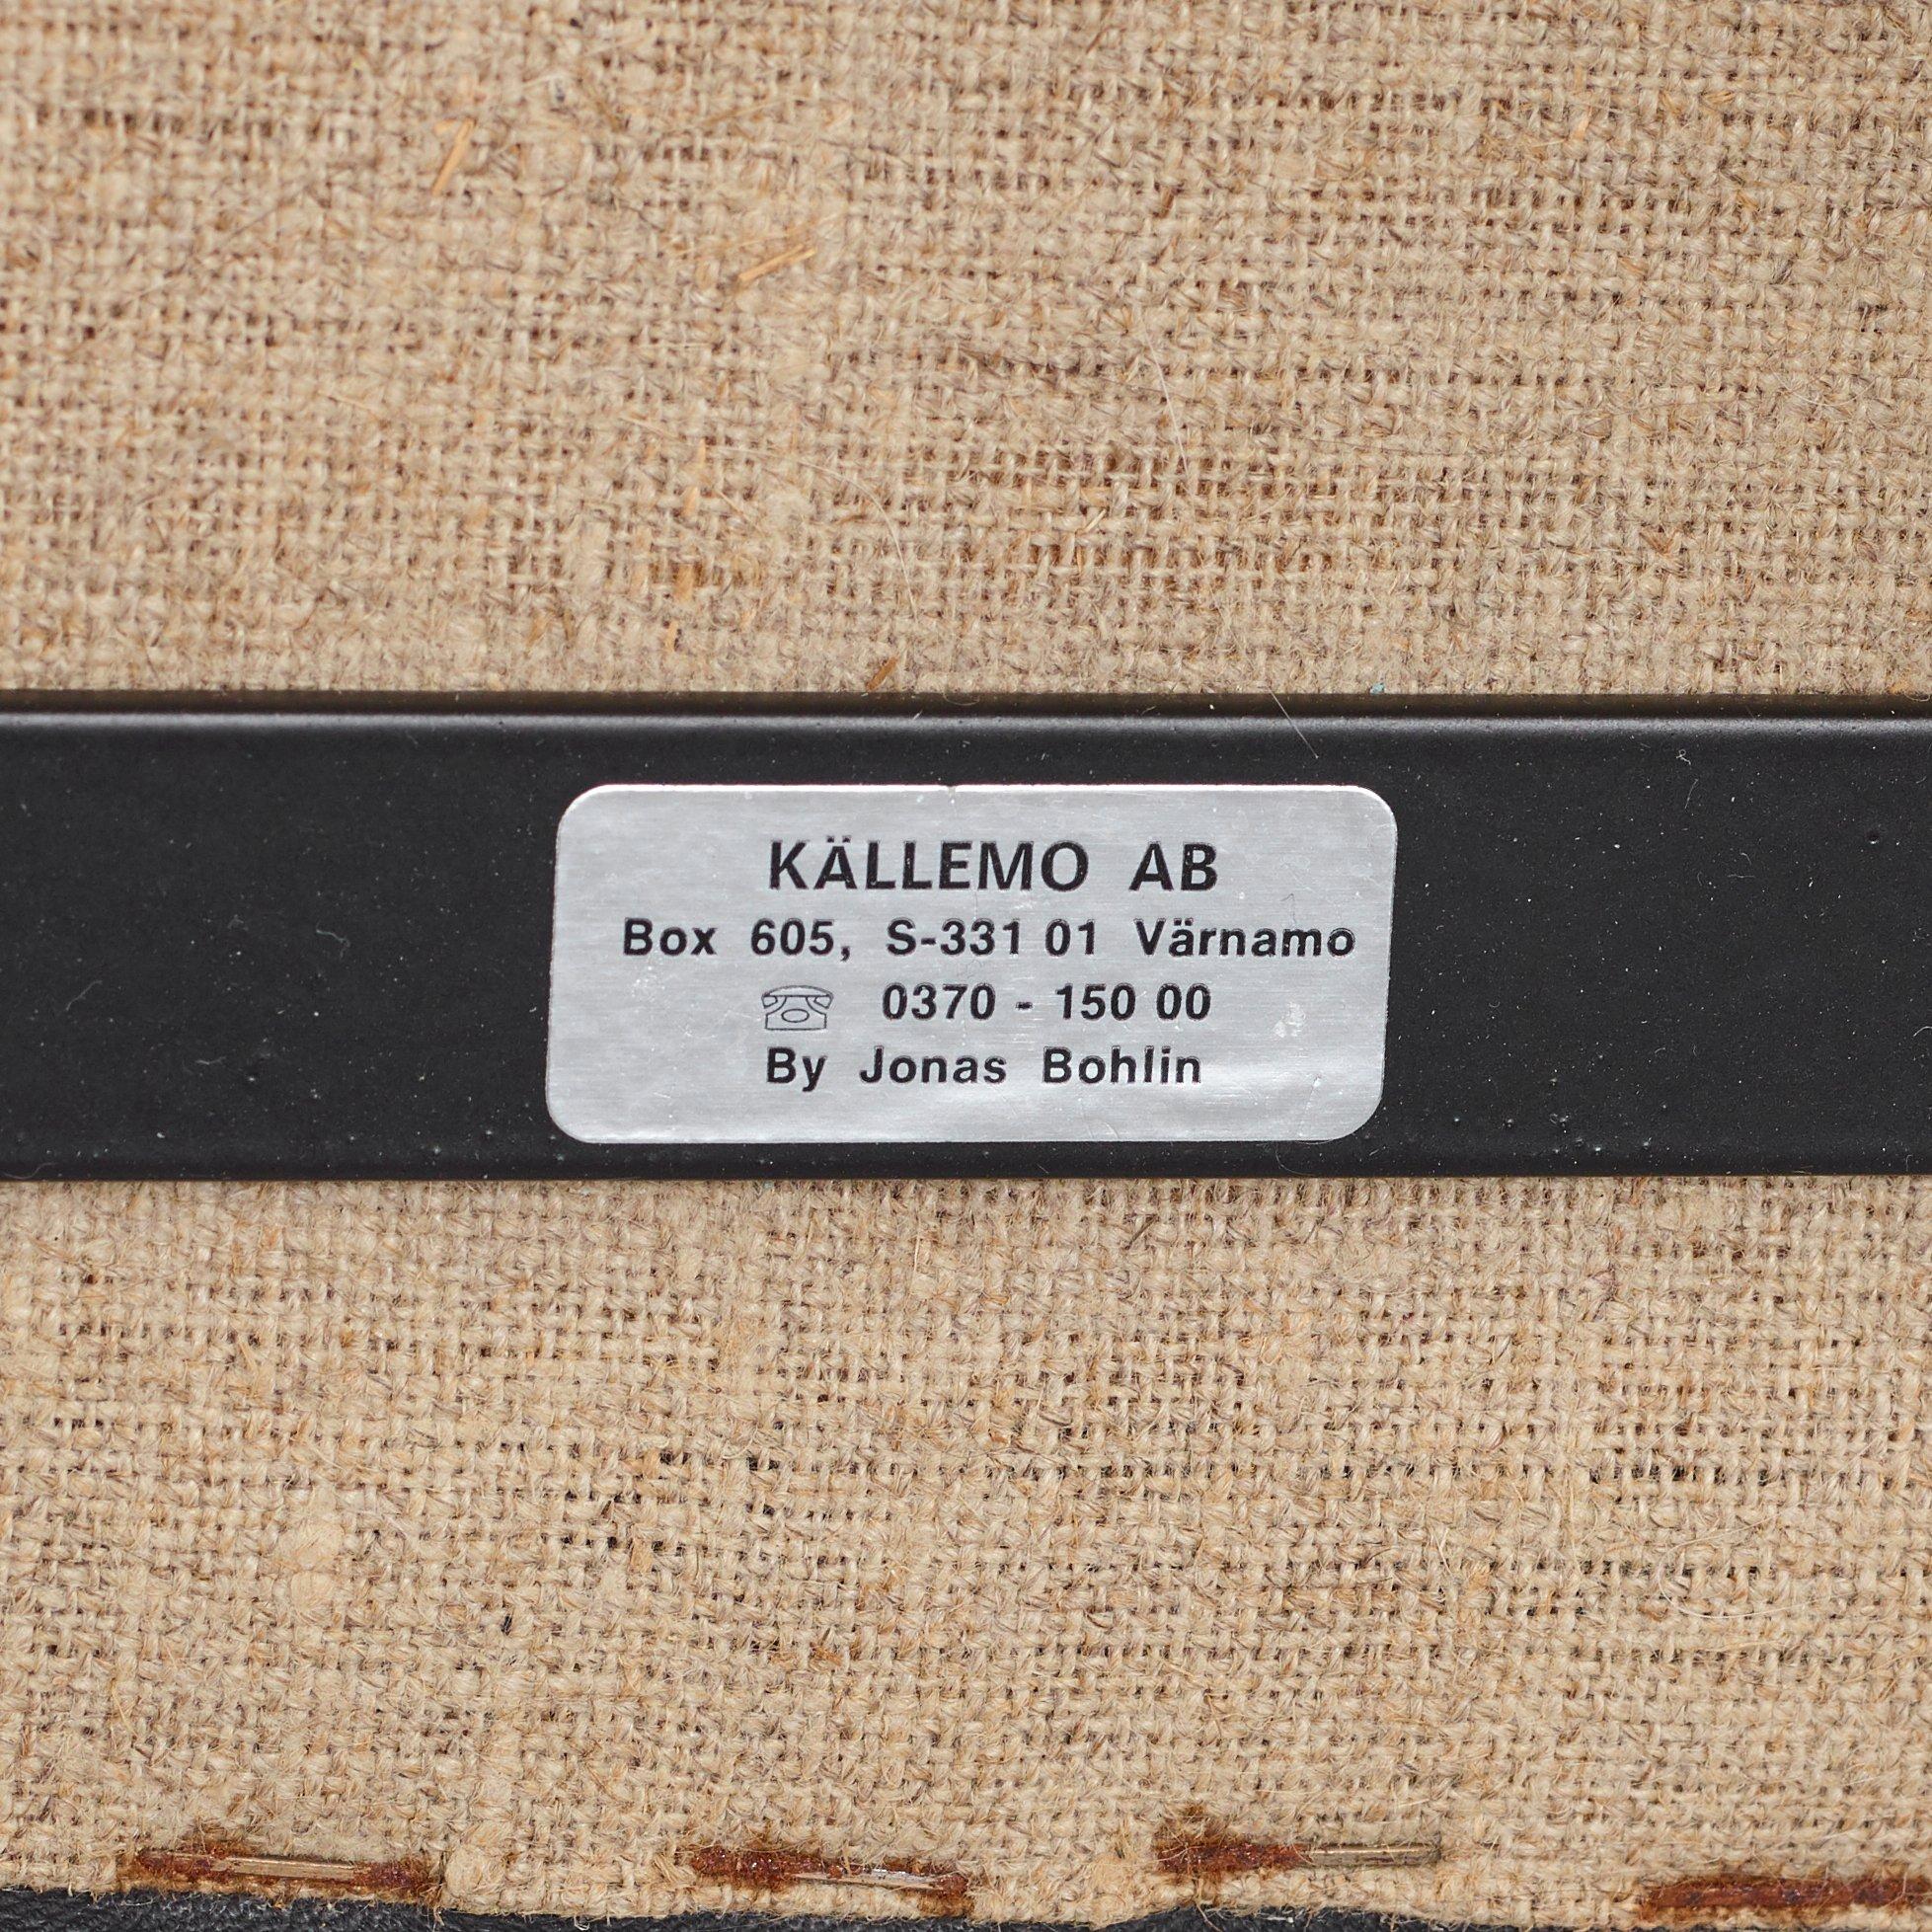 KÄLLEMO AB
Box 605, S-331 01 Värnamo
☏ 0370 - 150 00
By Jonas Bohlin